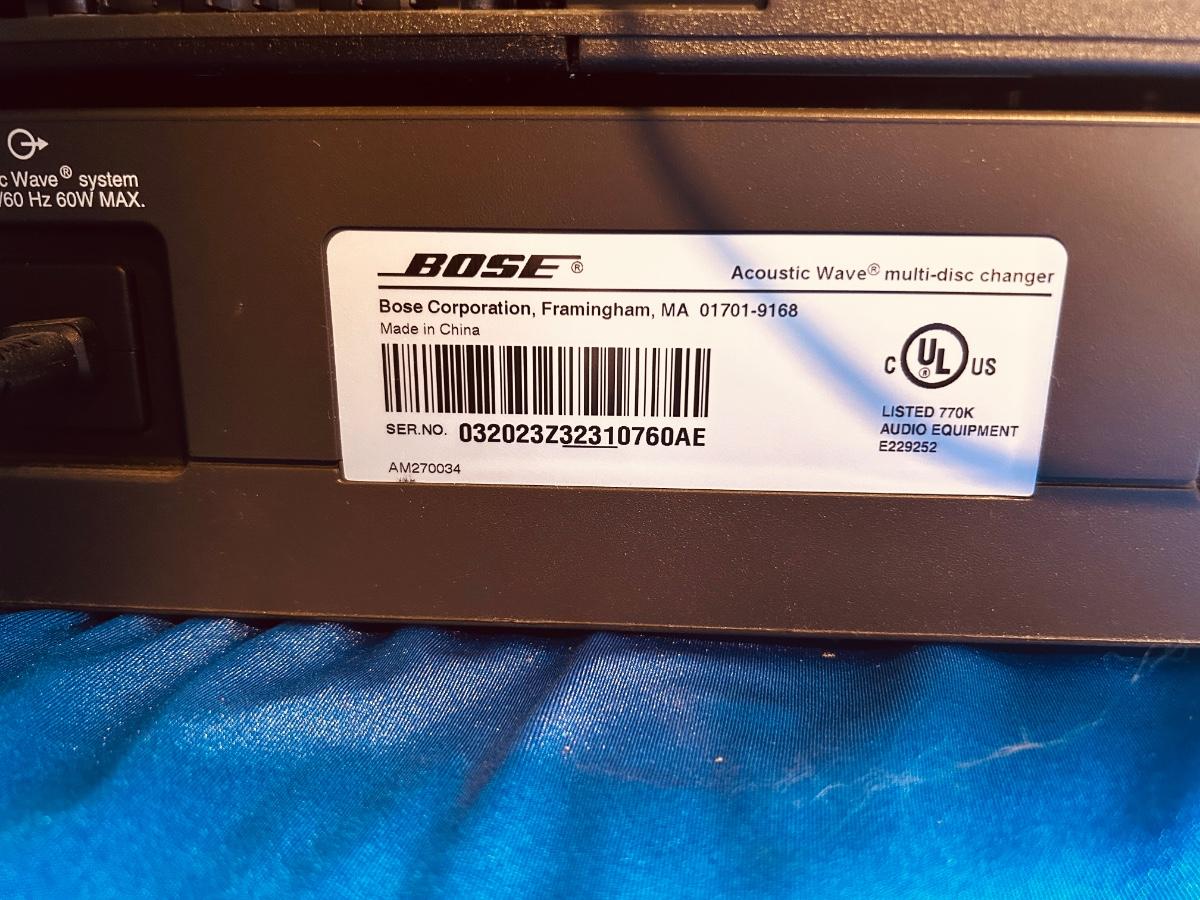 c Wave® system
/60 Hz 60W MAX.
BOSE®
Acoustic Wave® multi-disc changer
Bose Corporation, Framingham, MA 01701-9168
Made in China
C UL® US
SER.NO. 032023Z32310760AE
LISTED 770K
AUDIO EQUIPMENT
E229252
AM270034